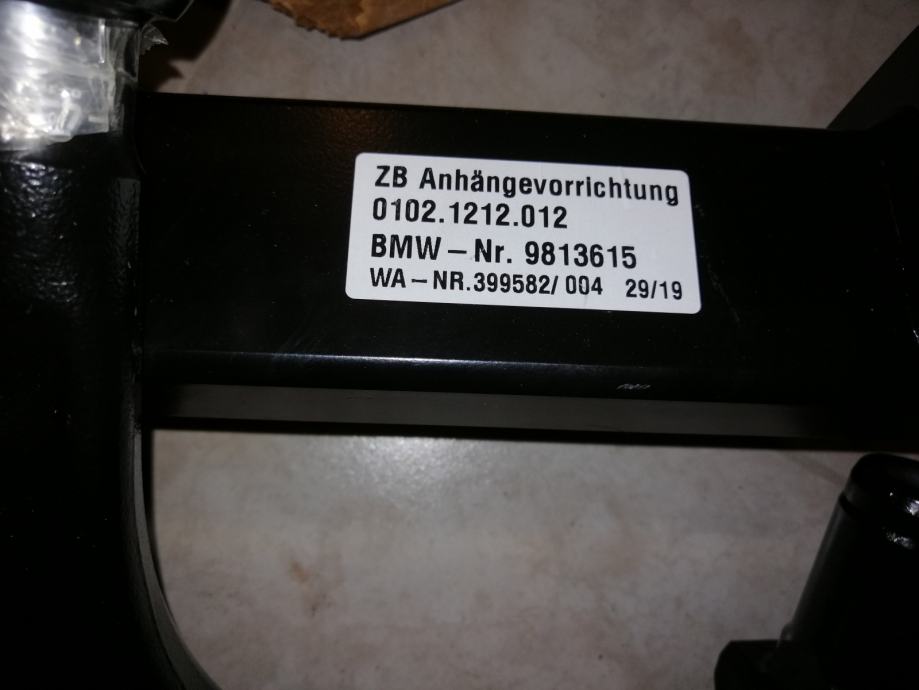 ZB Anhängevorrichtung
0102.1212.012
BMW – Nr. 9813615
WA – NR.399582/ 004 29/19